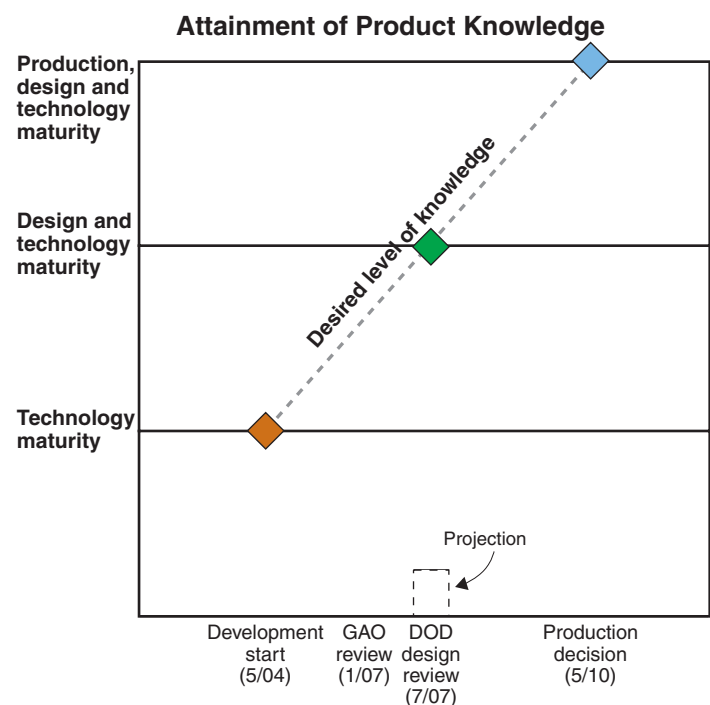 Attainment of Product Knowledge
Production,
design and
technology
maturity
Desired level of knowledge
Design and
technology
maturity
Technology
maturity
Projection
Development
start
(5/04)
GAO
review
(1/07)
DOD
design
review
(7/07)
Production
decision
(5/10)